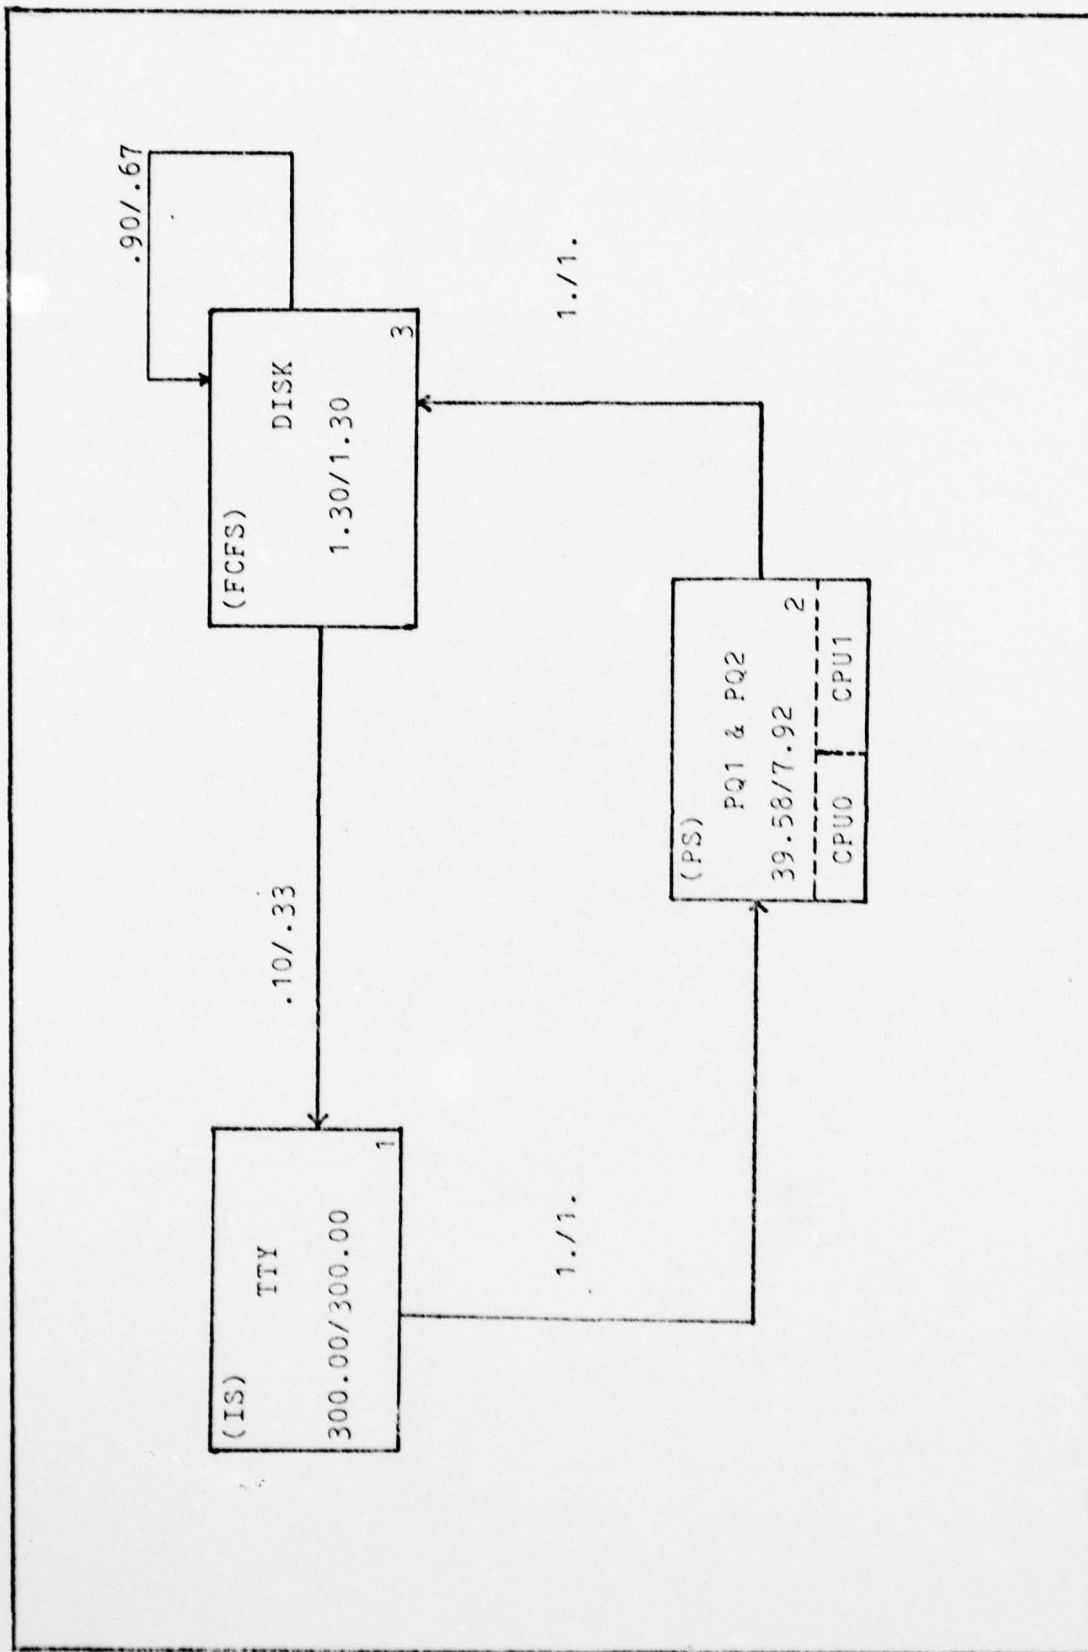 (IS)
TTY
300.00/300.00
1
.10/.33
(FCFS)
DISK
1.30/1.30
3
.90/.67
1./1.
1./1.
(PS)
PQ1 & PQ2
39.58/7.92
2
CPU0
CPU1